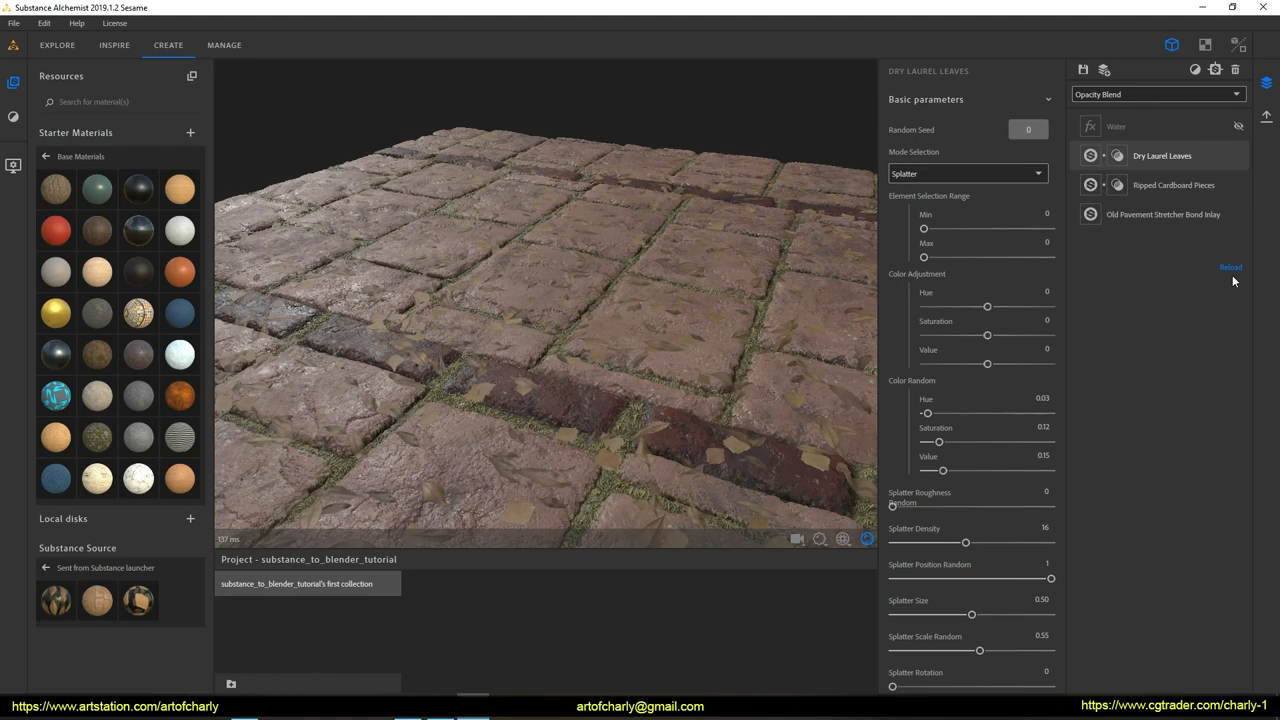 Substance Alchemist 2019.1.2 Sesame
File Edit Help License
EXPLORE INSPIRE CREATE MANAGE
Resources
Search for material(s)
Starter Materials
Base Materials
Local disks
Substance Source
Sent from Substance launcher
137 ms
Project - substance_to_blender_tutorial
substance_to_blender_tutorial's first collection
DRY LAUREL LEAVES
Basic parameters
Random Seed 0
Mode Selection
Splatter
Element Selection Range
Min 0
Max 0
Color Adjustment
Hue 0
Saturation 0
Value 0
Color Random
Hue 0.03
Saturation 0.12
Value 0.15
Splatter Roughness 0
Random
Splatter Density 16
Splatter Position Random 1
Splatter Size 0.50
Splatter Scale Random 0.55
Splatter Rotation 0
Opacity Blend
fx Water
Dry Laurel Leaves
Ripped Cardboard Pieces
Old Pavement Stretcher Bond Inlay
Reload
https://www.artstation.com/artofcharly artofcharly@gmail.com https://www.cgtrader.com/charly-1